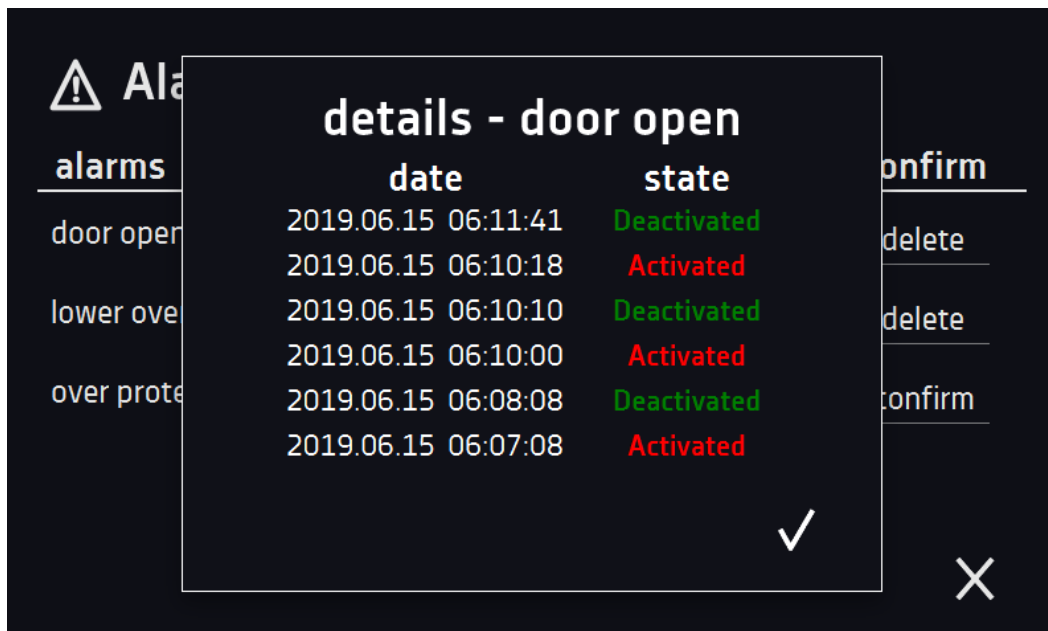 Ala
details - door open
alarms
date state
onfirm
2019.06.15 06:11:41 Deactivated
door open
delete
2019.06.15 06:10:18 Activated
2019.06.15 06:10:10 Deactivated
lower ove
delete
2019.06.15 06:10:00 Activated
over prote
2019.06.15 06:08:08 Deactivated
confirm
2019.06.15 06:07:08 Activated